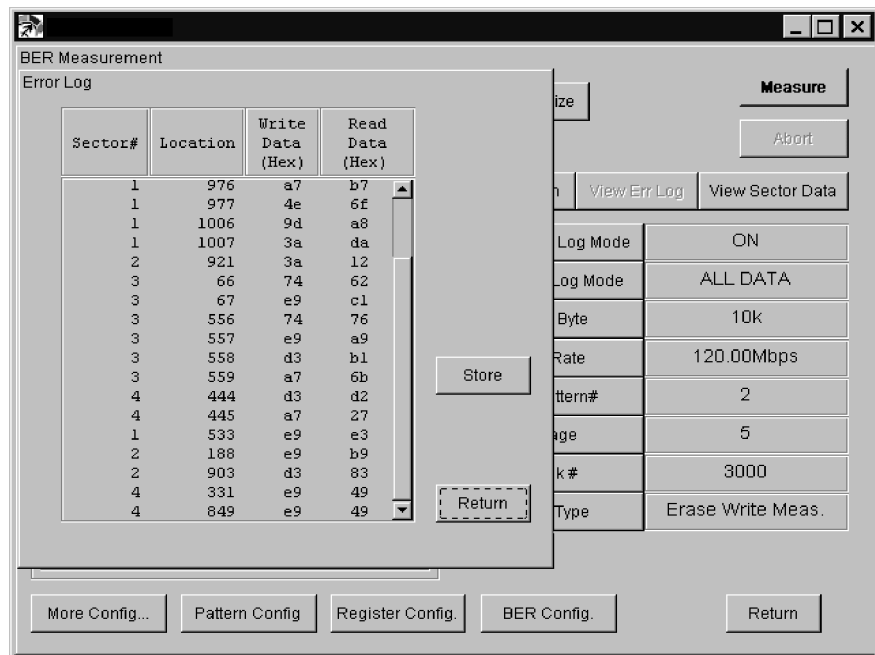 BER Measurement
Error Log
Measure
Abort
View Err Log
View Sector Data
Sector# Location Write Data (Hex) Read Data (Hex)
1 976 a7 b7
1 977 4e 6f
1 1006 9d a8
1 1007 3a da
2 921 3a 12
3 66 74 62
3 67 e9 c1
3 556 74 76
3 557 e9 a9
3 558 d3 b1
3 559 a7 6b
4 444 d3 d2
4 445 a7 27
1 533 e9 e3
2 188 e9 b9
2 903 d3 83
4 331 e9 49
4 849 e9 49
Store
Return
Log Mode ON
Log Mode ALL DATA
Byte 10k
Rate 120.00Mbps
ttern# 2
age 5
k # 3000
Type Erase Write Meas.
More Config...
Pattern Config
Register Config.
BER Config.
Return